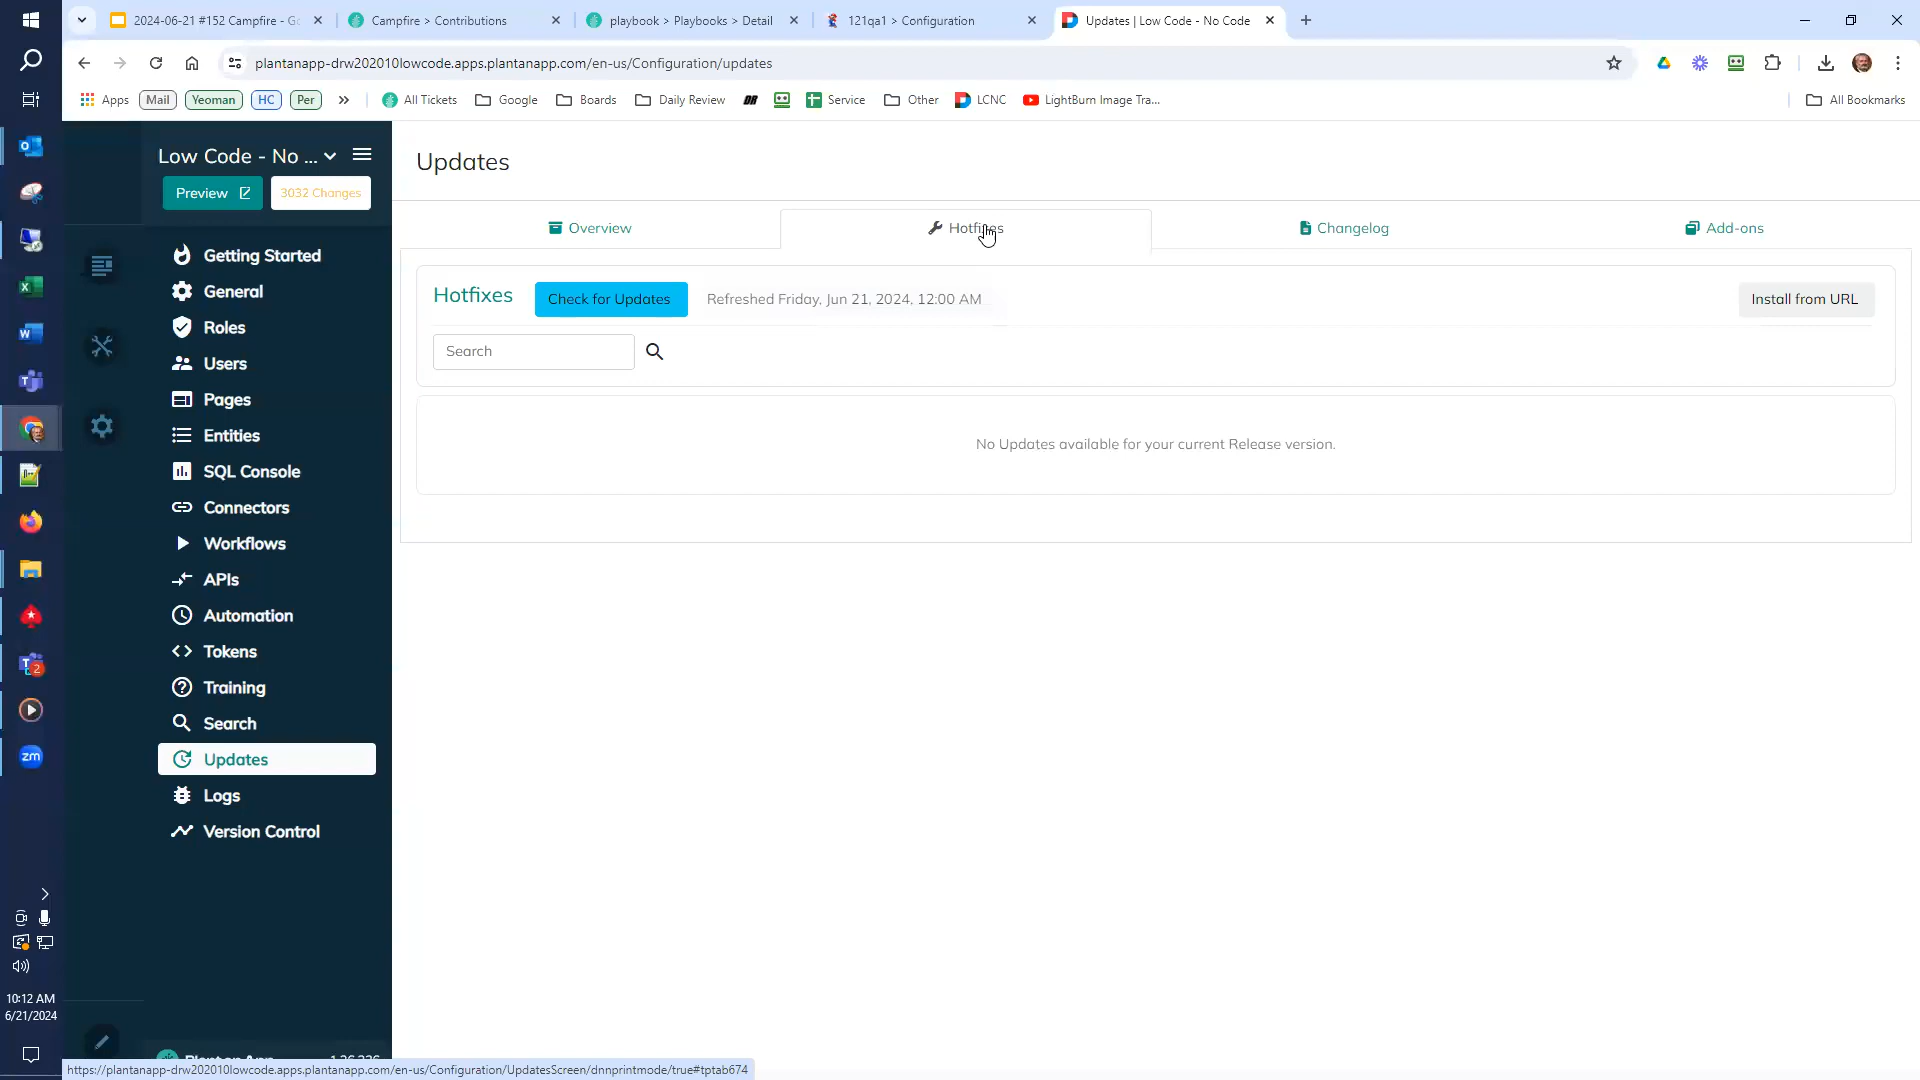 2024-06-21 #152 Campfire - Go
Campfire > Contributions
playbook > Playbooks > Detail
121qa1 > Configuration
Updates | Low Code - No Code
plantanapp-drw202010lowcode.apps.plantanapp.com/en-us/Configuration/updates
Apps
Mail
Yeoman
HC
Per
All Tickets
Google
Boards
Daily Review
Service
Other
LCNC
LightBurn Image Tra...
All Bookmarks
Low Code - No ...
Preview
3032 Changes
Getting Started
General
Roles
Users
Pages
Entities
SQL Console
Connectors
Workflows
APIs
Automation
Tokens
Training
Search
Updates
Logs
Version Control
Updates
Overview
Hotfixes
Changelog
Add-ons
Hotfixes
Check for Updates
Refreshed Friday, Jun 21, 2024, 12:00 AM
Install from URL
Search
No Updates available for your current Release version.
zm
10:12 AM
6/21/2024
Plant an App
https://plantanapp-drw202010lowcode.apps.plantanapp.com/en-us/Configuration/UpdatesScreen/dnnprintmode/true#tptab674